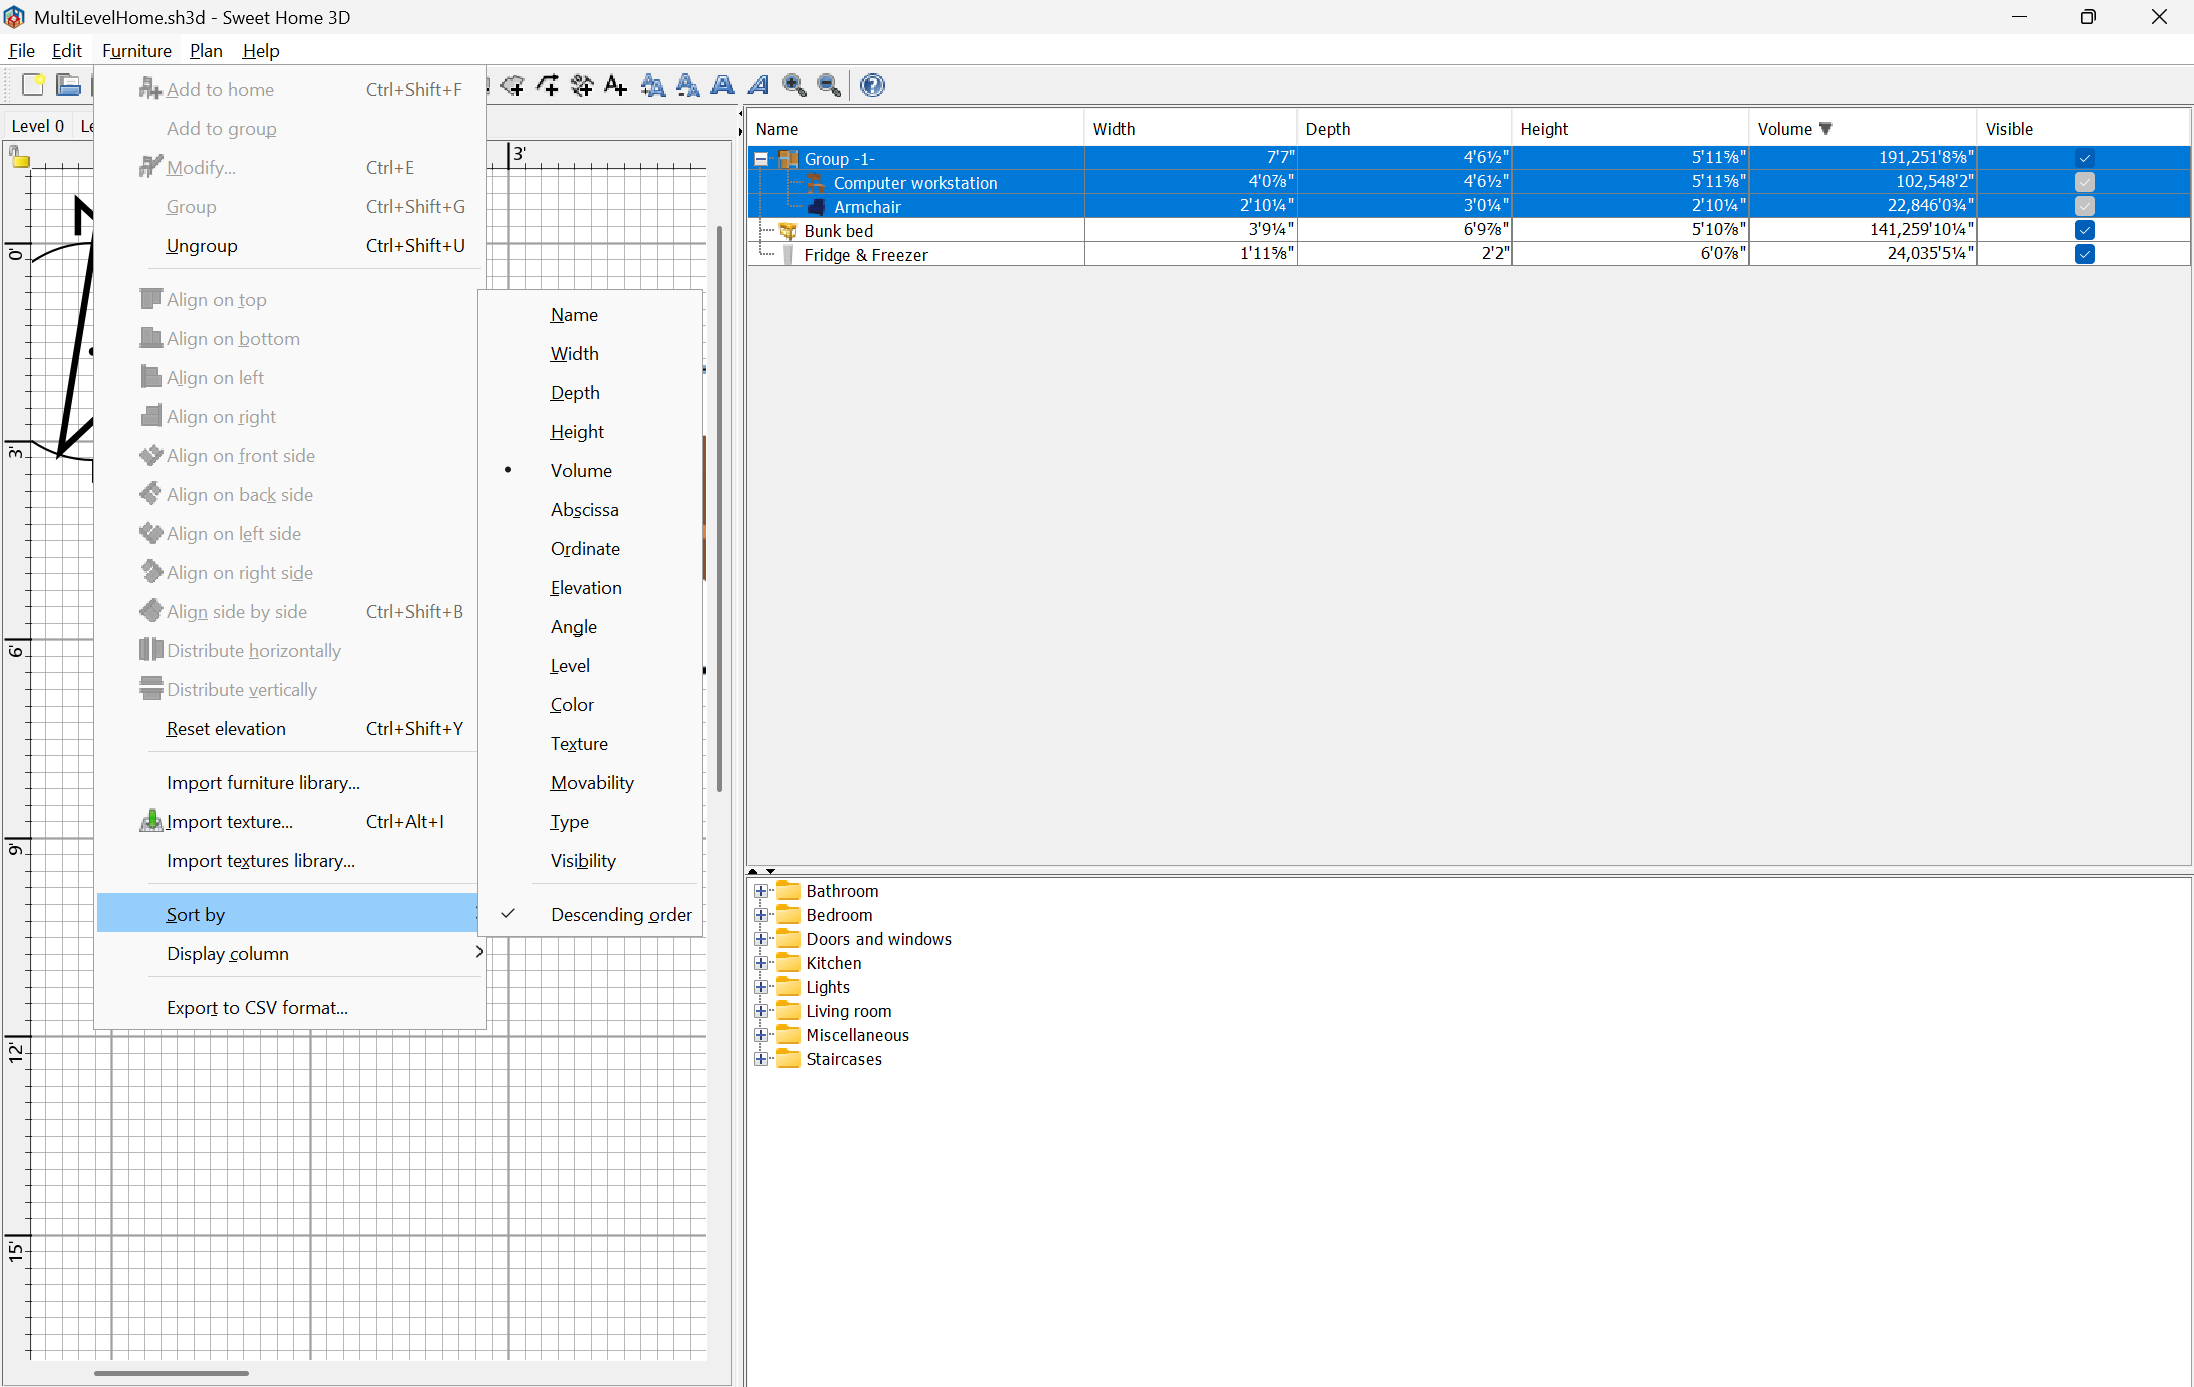 MultiLevelHome.sh3d - Sweet Home 3D
File Edit Furniture Plan Help
Add to home Ctrl+Shift+F
Add to group
Modify... Ctrl+E
Group Ctrl+Shift+G
Ungroup Ctrl+Shift+U
Align on top
Align on bottom
Align on left
Align on right
Align on front side
Align on back side
Align on left side
Align on right side
Align side by side Ctrl+Shift+B
Distribute horizontally
Distribute vertically
Reset elevation Ctrl+Shift+Y
Import furniture library...
Import texture... Ctrl+Alt+I
Import textures library...
Sort by
Display column
Export to CSV format...
Name
Width
Depth
Height
Volume
Abscissa
Ordinate
Elevation
Angle
Level
Color
Texture
Movability
Type
Visibility
Descending order
Level 0
3'
0'
3'
6'
9'
12'
15'
Name Width Depth Height Volume Visible
Group -1- 7'7" 4'6½" 5'11⅝" 191,251'8⅝"
Computer workstation 4'0⅞" 4'6½" 5'11⅝" 102,548'2"
Armchair 2'10¼" 3'0¼" 2'10¼" 22,846'0¾"
Bunk bed 3'9¼" 6'9⅞" 5'10⅞" 141,259'10¼"
Fridge & Freezer 1'11⅝" 2'2" 6'0⅞" 24,035'5¼"
Bathroom
Bedroom
Doors and windows
Kitchen
Lights
Living room
Miscellaneous
Staircases